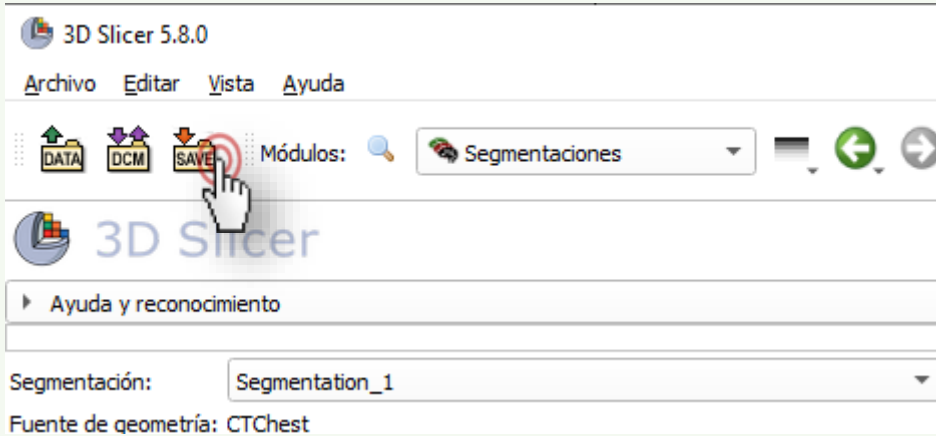 3D Slicer 5.8.0
Archivo Editar Vista Ayuda
DATA DCM SAVE Módulos: Segmentaciones
3D Slicer
Ayuda y reconocimiento
Segmentación: Segmentation_1
Fuente de geometría: CTChest